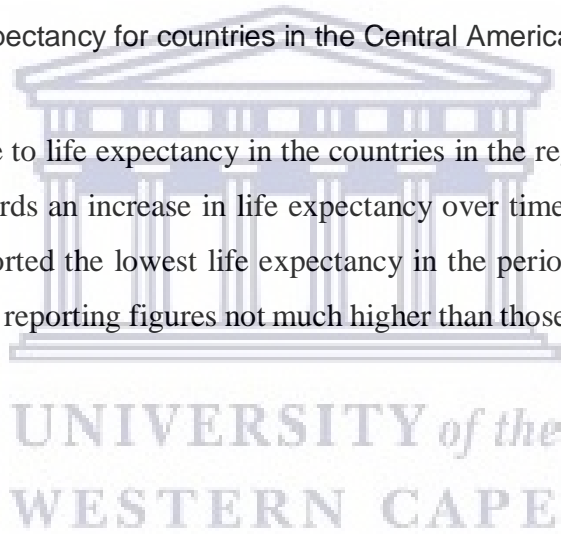 pectancy for countries in the Central America
e to life expectancy in the countries in the re
rds an increase in life expectancy over time
orted the lowest life expectancy in the perio
reporting figures not much higher than those
UNIVERSITY of the
WESTERN CAPE